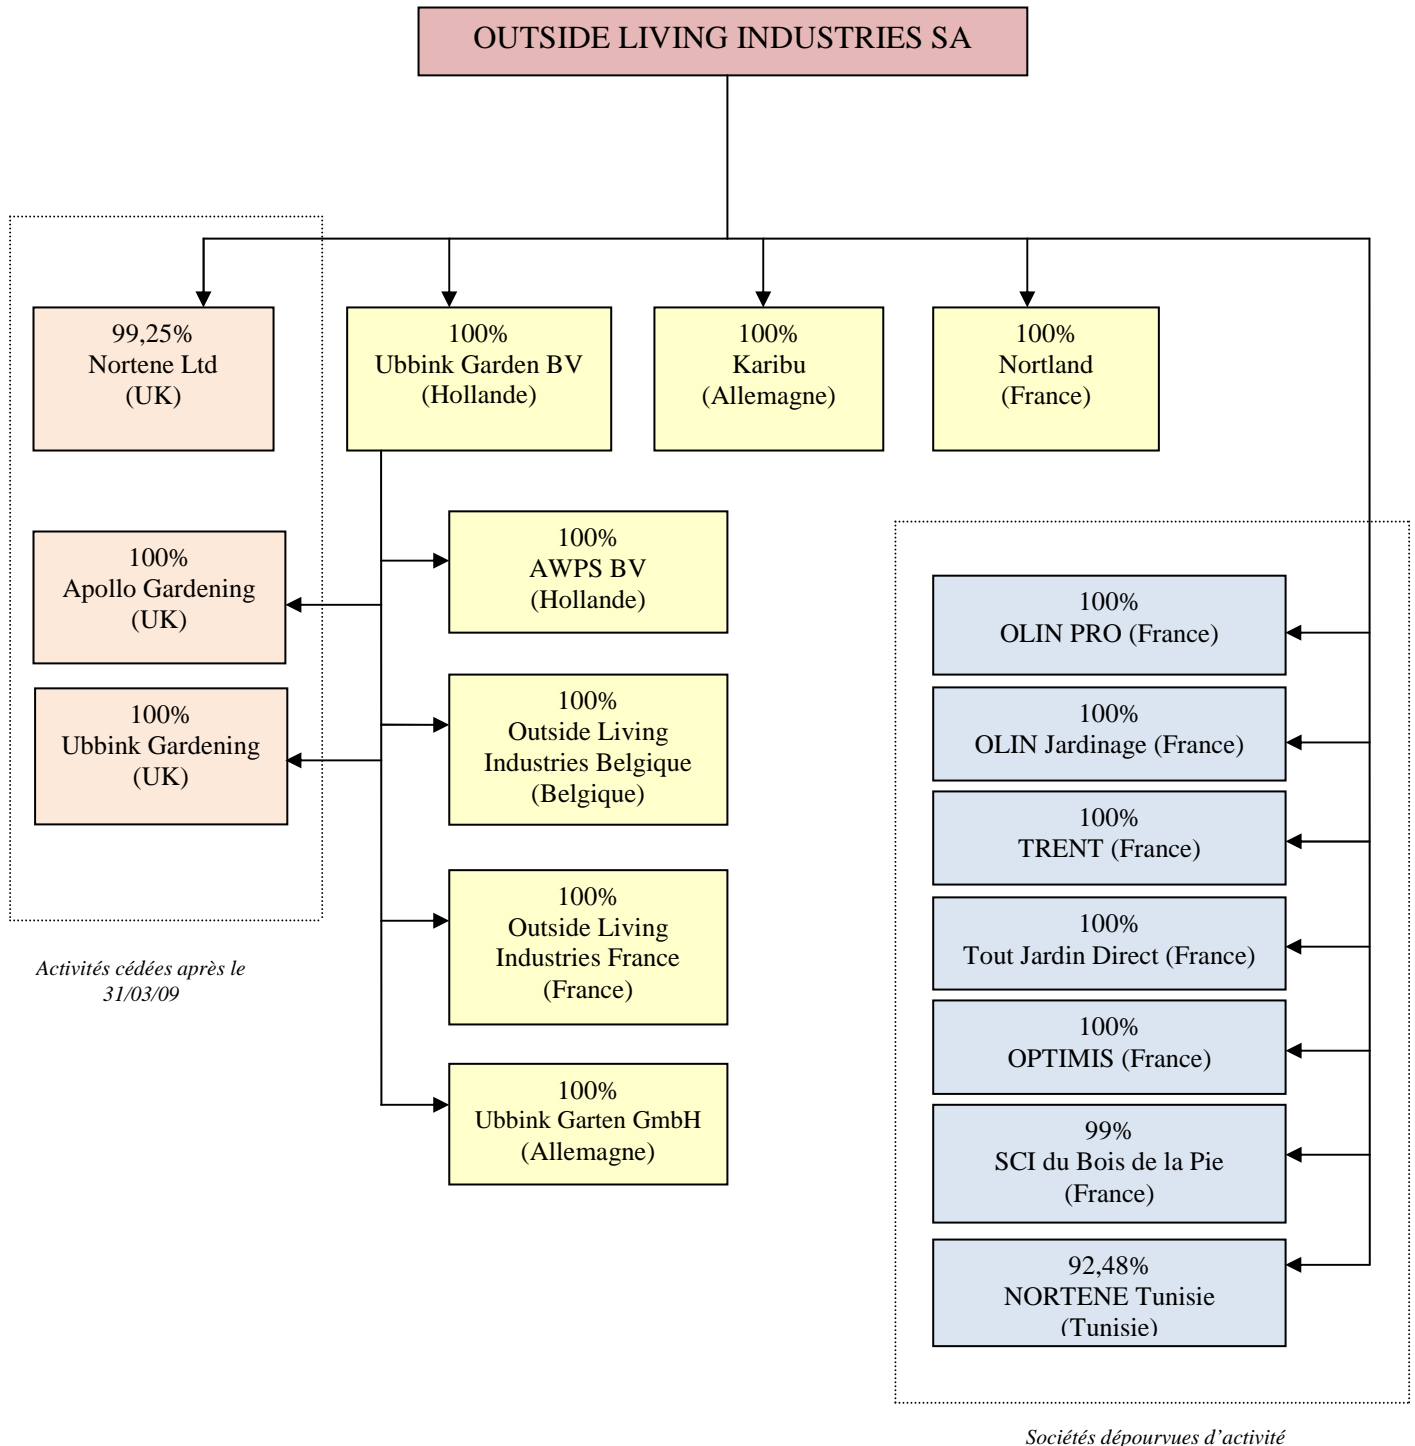 OUTSIDE LIVING INDUSTRIES SA
99,25%
Nortene Ltd
(UK)
100%
Ubbink Garden BV
(Hollande)
100%
Karibu
(Allemagne)
100%
Nortland
(France)
100%
Apollo Gardening
(UK)
100%
Ubbink Gardening
(UK)
Activités cédées après le
31/03/09
100%
AWPS BV
(Hollande)
100%
Outside Living
Industries Belgique
(Belgique)
100%
Outside Living
Industries France
(France)
100%
Ubbink Garten GmbH
(Allemagne)
100%
OLIN PRO (France)
100%
OLIN Jardinage (France)
100%
TRENT (France)
100%
Tout Jardin Direct (France)
100%
OPTIMIS (France)
99%
SCI du Bois de la Pie
(France)
92,48%
NORTENE Tunisie
(Tunisie)
Sociétés dépourvues d'activité